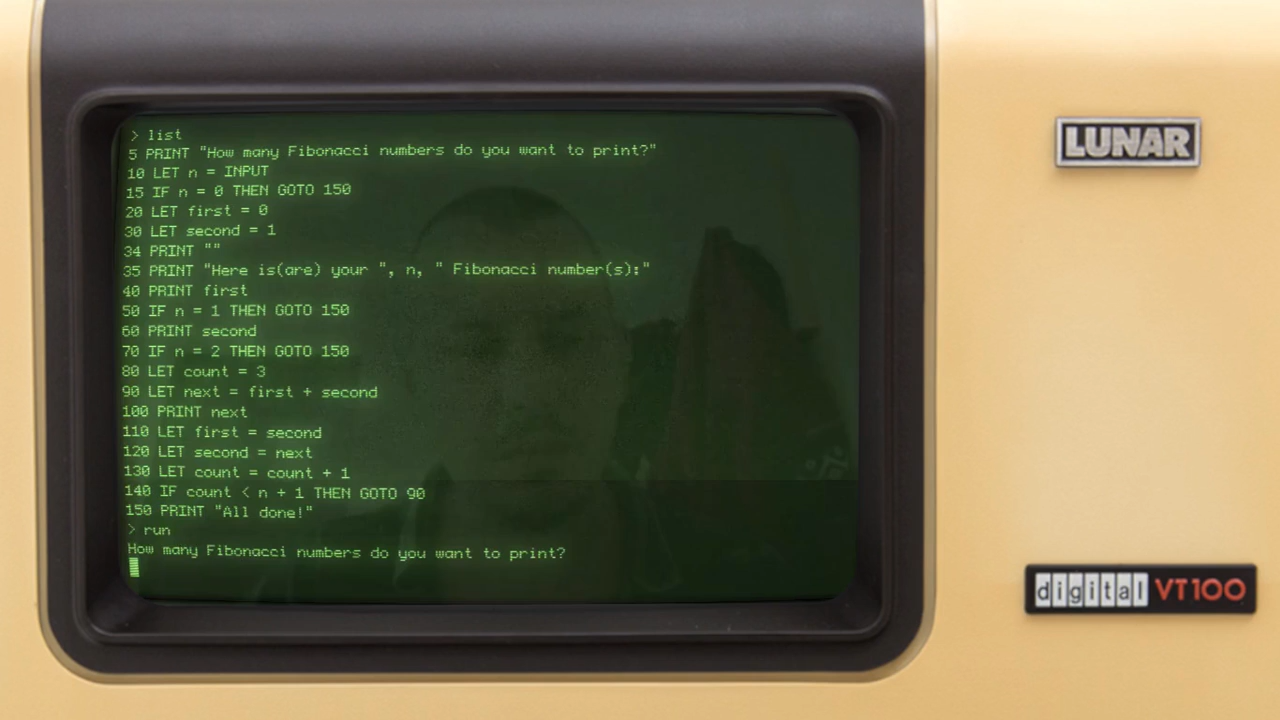 > list
5 PRINT "How many Fibonacci numbers do you want to print?"
10 LET n = INPUT
15 IF n = 0 THEN GOTO 150
20 LET first = 0
30 LET second = 1
34 PRINT ""
35 PRINT "Here is(are) your ", n, " Fibonacci number(s):"
40 PRINT first
50 IF n = 1 THEN GOTO 150
60 PRINT second
70 IF n = 2 THEN GOTO 150
80 LET count = 3
90 LET next = first + second
100 PRINT next
110 LET first = second
120 LET second = next
130 LET count = count + 1
140 IF count < n + 1 THEN GOTO 90
150 PRINT "All done!"
> run
How many Fibonacci numbers do you want to print?
LUNAR
digital VT100